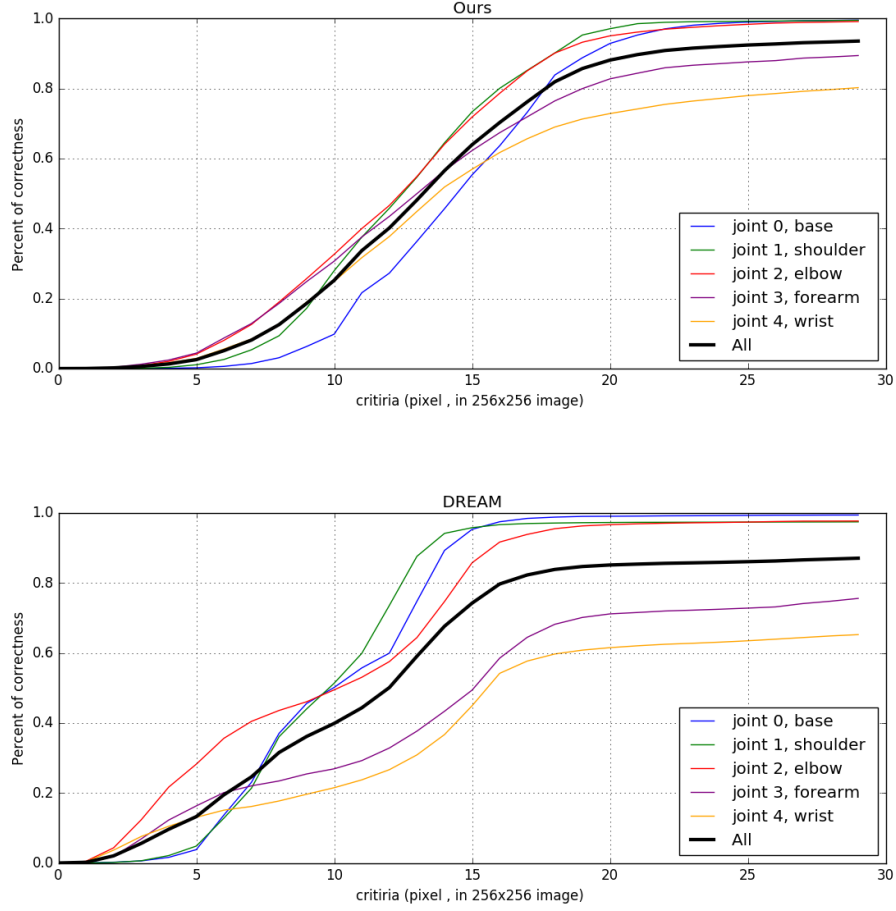 Ours
Percent of correctness
1.0
0.8
0.6
0.4
0.2
0.0
joint 0, base
joint 1, shoulder
joint 2, elbow
joint 3, forearm
joint 4, wrist
All
0 5 10 15 20 25 30
critiria (pixel , in 256x256 image)
DREAM
Percent of correctness
1.0
0.8
0.6
0.4
0.2
0.0
joint 0, base
joint 1, shoulder
joint 2, elbow
joint 3, forearm
joint 4, wrist
All
0 5 10 15 20 25 30
critiria (pixel , in 256x256 image)